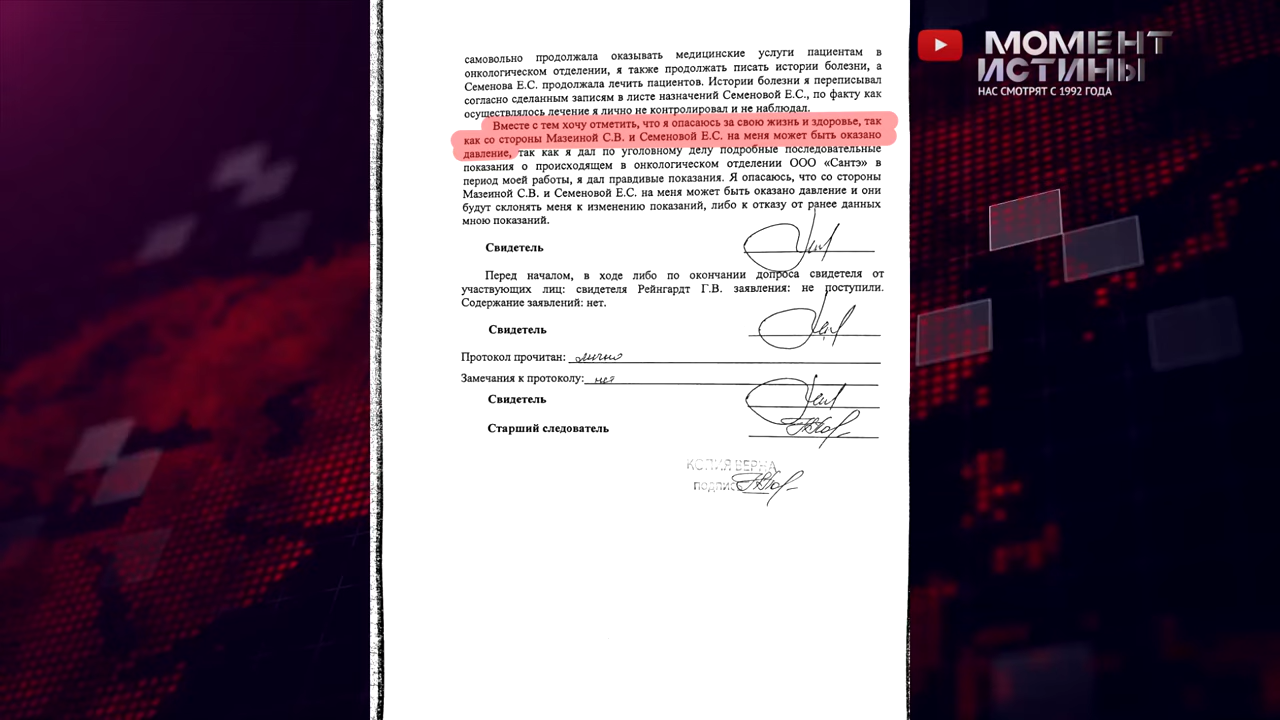 МОМЕНТ
ИСТИНЫ
НАС СМОТРЯТ С 1992 ГОДА
самовольно продолжала оказывать медицинские услуги пациентам в
онкологическом отделении, я также продолжать писать истории болезни, а
Семенова Е.С. продолжала лечить пациентов. Истории болезни я переписывал
согласно сделанным записям в листе назначений Семеновой Е.С., по факту как
осуществлялось лечение я лично не контролировал и не наблюдал.
Вместе с тем хочу отметить, что я опасаюсь за свою жизнь и здоровье, так
как со стороны Мазеиной С.В. и Семеновой Е.С. на меня может быть оказано
давление, так как я дал по уголовному делу подробные последовательные
показания о происходящем в онкологическом отделении ООО «Сантэ» в
период моей работы, я дал правдивые показания. Я опасаюсь, что со стороны
Мазеиной С.В. и Семеновой Е.С. на меня может быть оказано давление и они
будут склонять меня к изменению показаний, либо к отказу от ранее данных
мною показаний.
Свидетель
Перед началом, в ходе либо по окончании допроса свидетеля от
участвующих лиц: свидетеля Рейнгардт Г.В. заявления: не поступили.
Содержание заявлений: нет.
Свидетель
Протокол прочитан: лично
Замечания к протоколу: нет
Свидетель
Старший следователь
КОПИЯ ВЕРНА
подпись